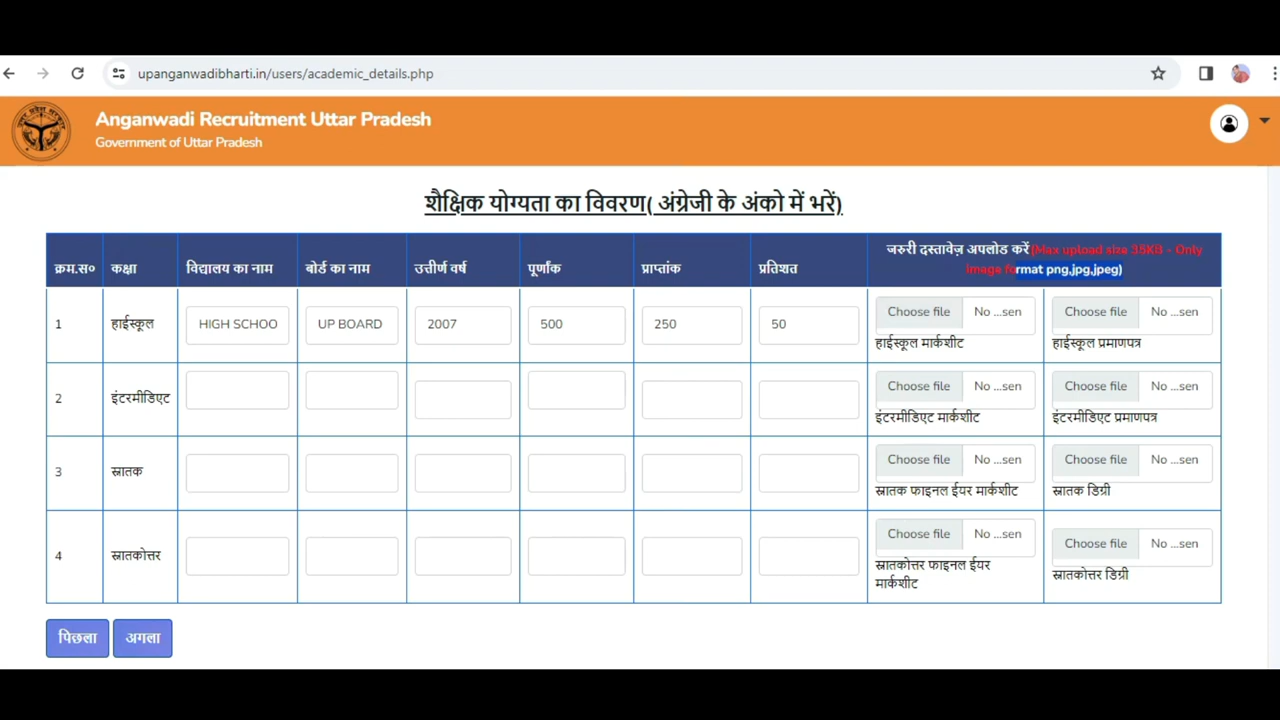 upanganwadibharti.in/users/academic_details.php
Anganwadi Recruitment Uttar Pradesh
Government of Uttar Pradesh
शैक्षिक योग्यता का विवरण( अंग्रेजी के अंको में भरें)
क्रम.स० कक्षा विद्यालय का नाम बोर्ड का नाम उत्तीर्ण वर्ष पूर्णांक प्राप्तांक प्रतिशत जरुरी दस्तावेज़ अपलोड करें(Max upload size 35KB - Only
image format png,jpg,jpeg)
1 हाईस्कूल HIGH SCHOO UP BOARD 2007 500 250 50 Choose file No ...sen Choose file No ...sen
हाईस्कूल मार्कशीट हाईस्कूल प्रमाणपत्र
2 इंटरमीडिएट Choose file No ...sen Choose file No ...sen
इंटरमीडिएट मार्कशीट इंटरमीडिएट प्रमाणपत्र
3 स्नातक Choose file No ...sen Choose file No ...sen
स्नातक फाइनल ईयर मार्कशीट स्नातक डिग्री
4 स्नातकोत्तर Choose file No ...sen Choose file No ...sen
स्नातकोत्तर फाइनल ईयर
मार्कशीट
स्नातकोत्तर डिग्री
पिछला अगला